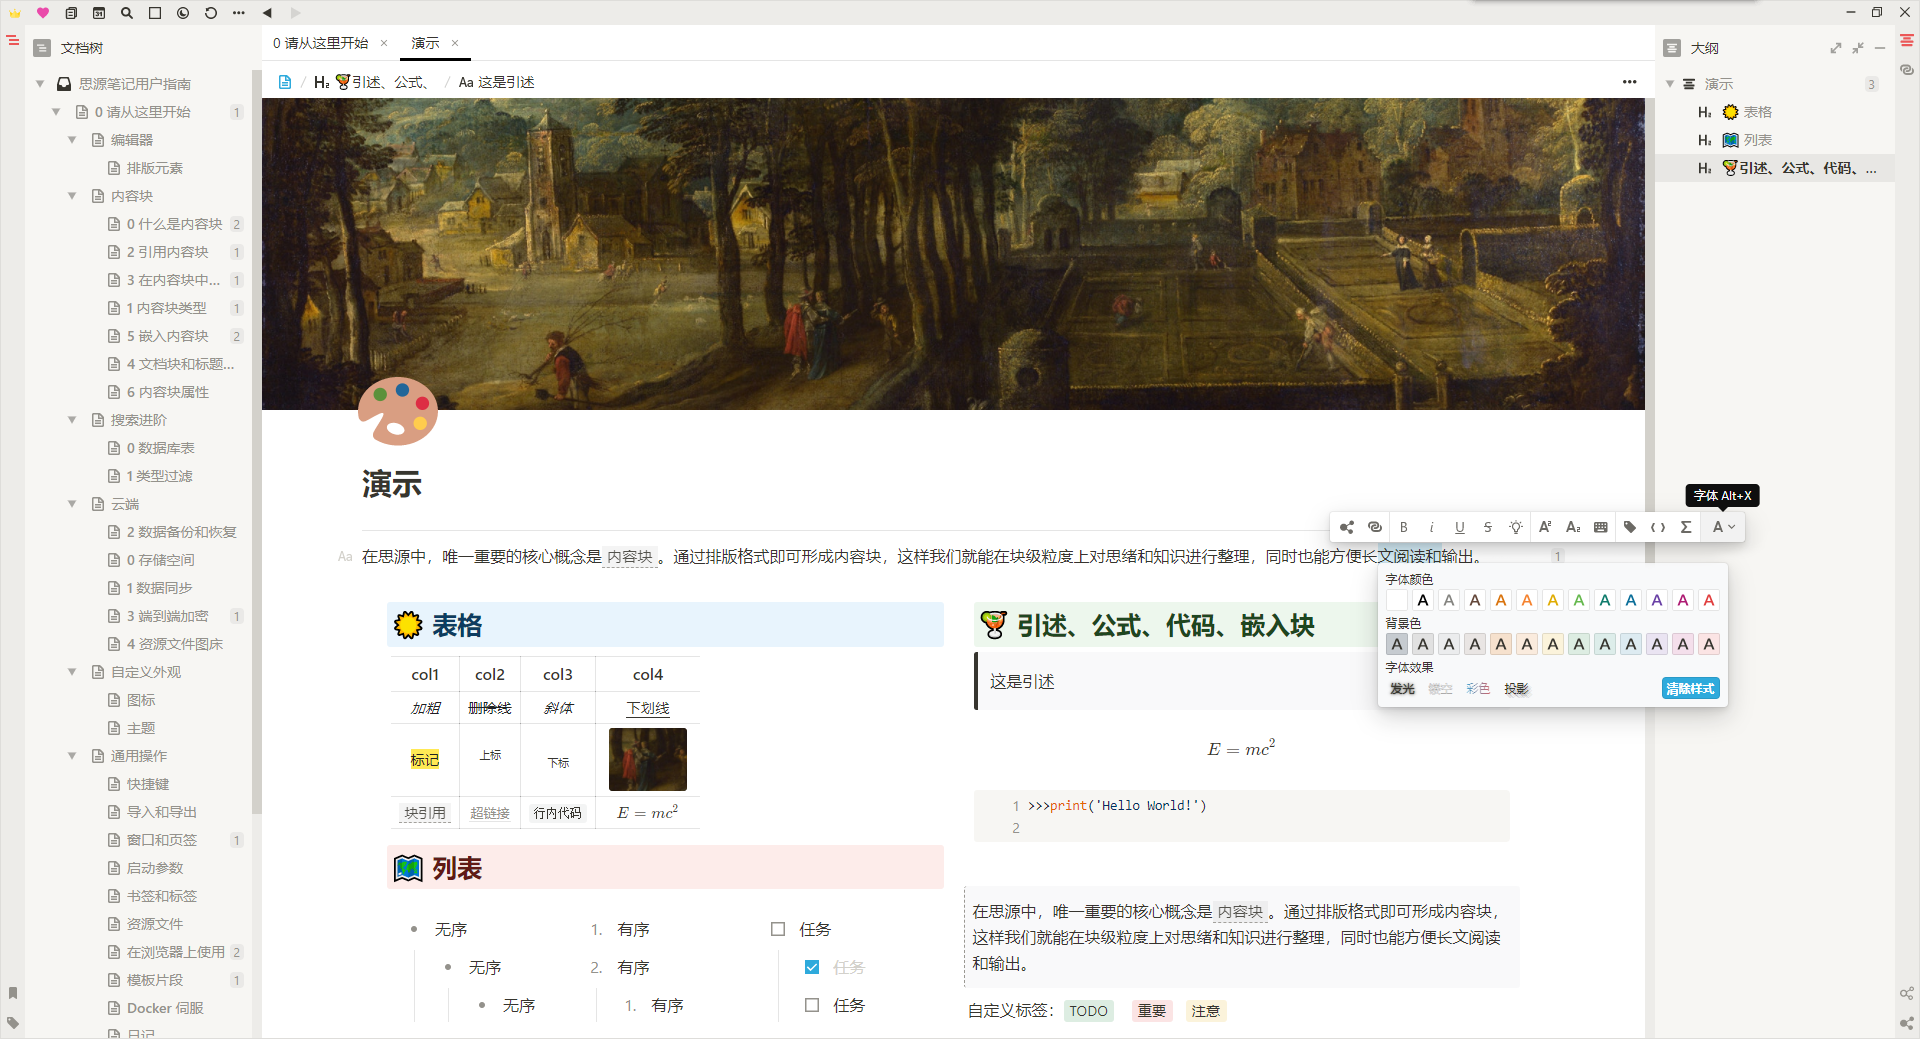 文档树
思源笔记用户指南
0 请从这里开始 1
编辑器
排版元素
内容块
0 什么是内容块 2
2 引用内容块 1
3 在内容块中... 1
1 内容块类型 1
5 嵌入内容块 2
4 文档块和标题...
6 内容块属性
搜索进阶
0 数据库表
1 类型过滤
云端
2 数据备份和恢复
0 存储空间
1 数据同步
3 端到端加密 1
4 资源文件图床
自定义外观
图标
主题
通用操作
快捷键
导入和导出
窗口和页签 1
启动参数
书签和标签
资源文件
在浏览器上使用 2
模板片段 1
Docker 伺服
日记
0 请从这里开始 × 演示 ×
/ H₂ 引述、公式、 / Aa 这是引述
演示
Aa 在思源中，唯一重要的核心概念是 内容块 。通过排版格式即可形成内容块，这样我们就能在块级粒度上对思绪和知识进行整理，同时也能方便长文阅读和输出。 1
表格
col1 col2 col3 col4
加粗 删除线 斜体 下划线
标记 上标 下标
块引用 超链接 行内代码 E = mc²
列表
无序 1. 有序 任务
无序 2. 有序 任务
无序 1. 有序 任务
引述、公式、代码、嵌入块
这是引述
E = mc²
1 >>>print('Hello World!')
2
在思源中，唯一重要的核心概念是 内容块 。通过排版格式即可形成内容块，
这样我们就能在块级粒度上对思绪和知识进行整理，同时也能方便长文阅读
和输出。
自定义标签： TODO 重要 注意
字体 Alt+X
B i U S A² A₂ Σ A
字体颜色
A A A A A A A A A A A A
背景色
A A A A A A A A A A A A A
字体效果
发光 镂空 彩色 投影 清除样式
大纲
演示 3
H₂ 表格
H₂ 列表
H₂ 引述、公式、代码、...